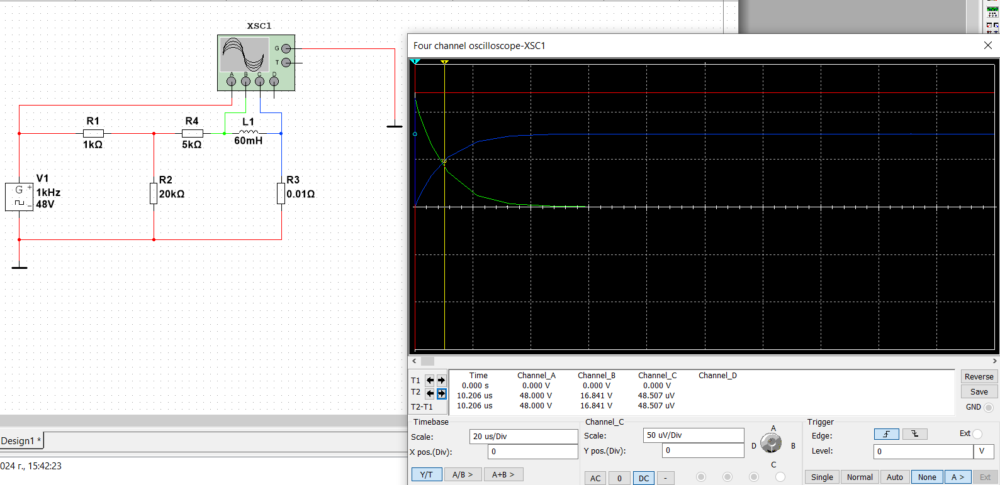 XSC1
G
T
A B C D
R1
1kΩ
R4
5kΩ
L1
60mH
V1
G
1kHz
48V
R2
20kΩ
R3
0.01Ω
Design1 *
024 г., 15:42:23
Four channel oscilloscope-XSC1
Time Channel_A Channel_B Channel_C Channel_D
T1 0.000 s 0.000 V 0.000 V 0.000 V
T2 10.206 us 48.000 V 16.841 V 48.507 uV
T2-T1 10.206 us 48.000 V 16.841 V 48.507 uV
Reverse
Save
GND
Timebase
Scale: 20 us/Div
X pos.(Div): 0
Y/T A/B > A+B >
Channel_C
Scale: 50 uV/Div
Y pos.(Div): 0
AC 0 DC -
A
D B
C
Trigger
Edge: Ext
Level: 0 V
Single Normal Auto None A > Ext